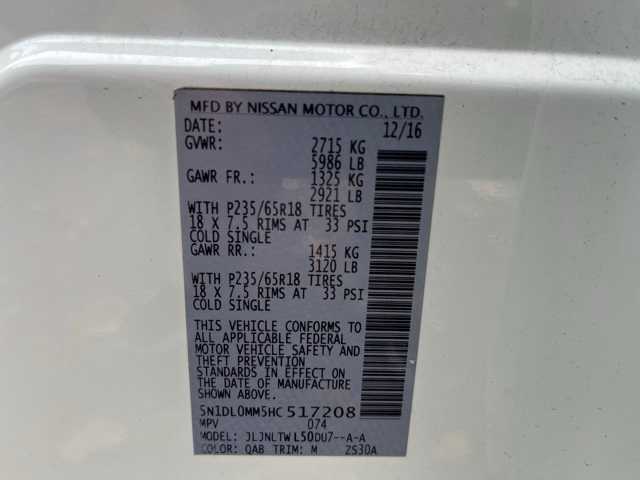 MFD BY NISSAN MOTOR CO., LTD.
DATE: 12/16
GVWR: 2715 KG
5986 LB
GAWR FR.: 1325 KG
2921 LB
WITH P235/65R18 TIRES
18 X 7.5 RIMS AT 33 PSI
COLD SINGLE
GAWR RR.: 1415 KG
3120 LB
WITH P235/65R18 TIRES
18 X 7.5 RIMS AT 33 PSI
COLD SINGLE
THIS VEHICLE CONFORMS TO
ALL APPLICABLE FEDERAL
MOTOR VEHICLE SAFETY AND
THEFT PREVENTION
STANDARDS IN EFFECT ON
THE DATE OF MANUFACTURE
SHOWN ABOVE.
5N1DL0MM5HC517208
MPV 074
MODEL: JLJNLTWL50DU7--A-A
COLOR: QAB TRIM: M ZS30A